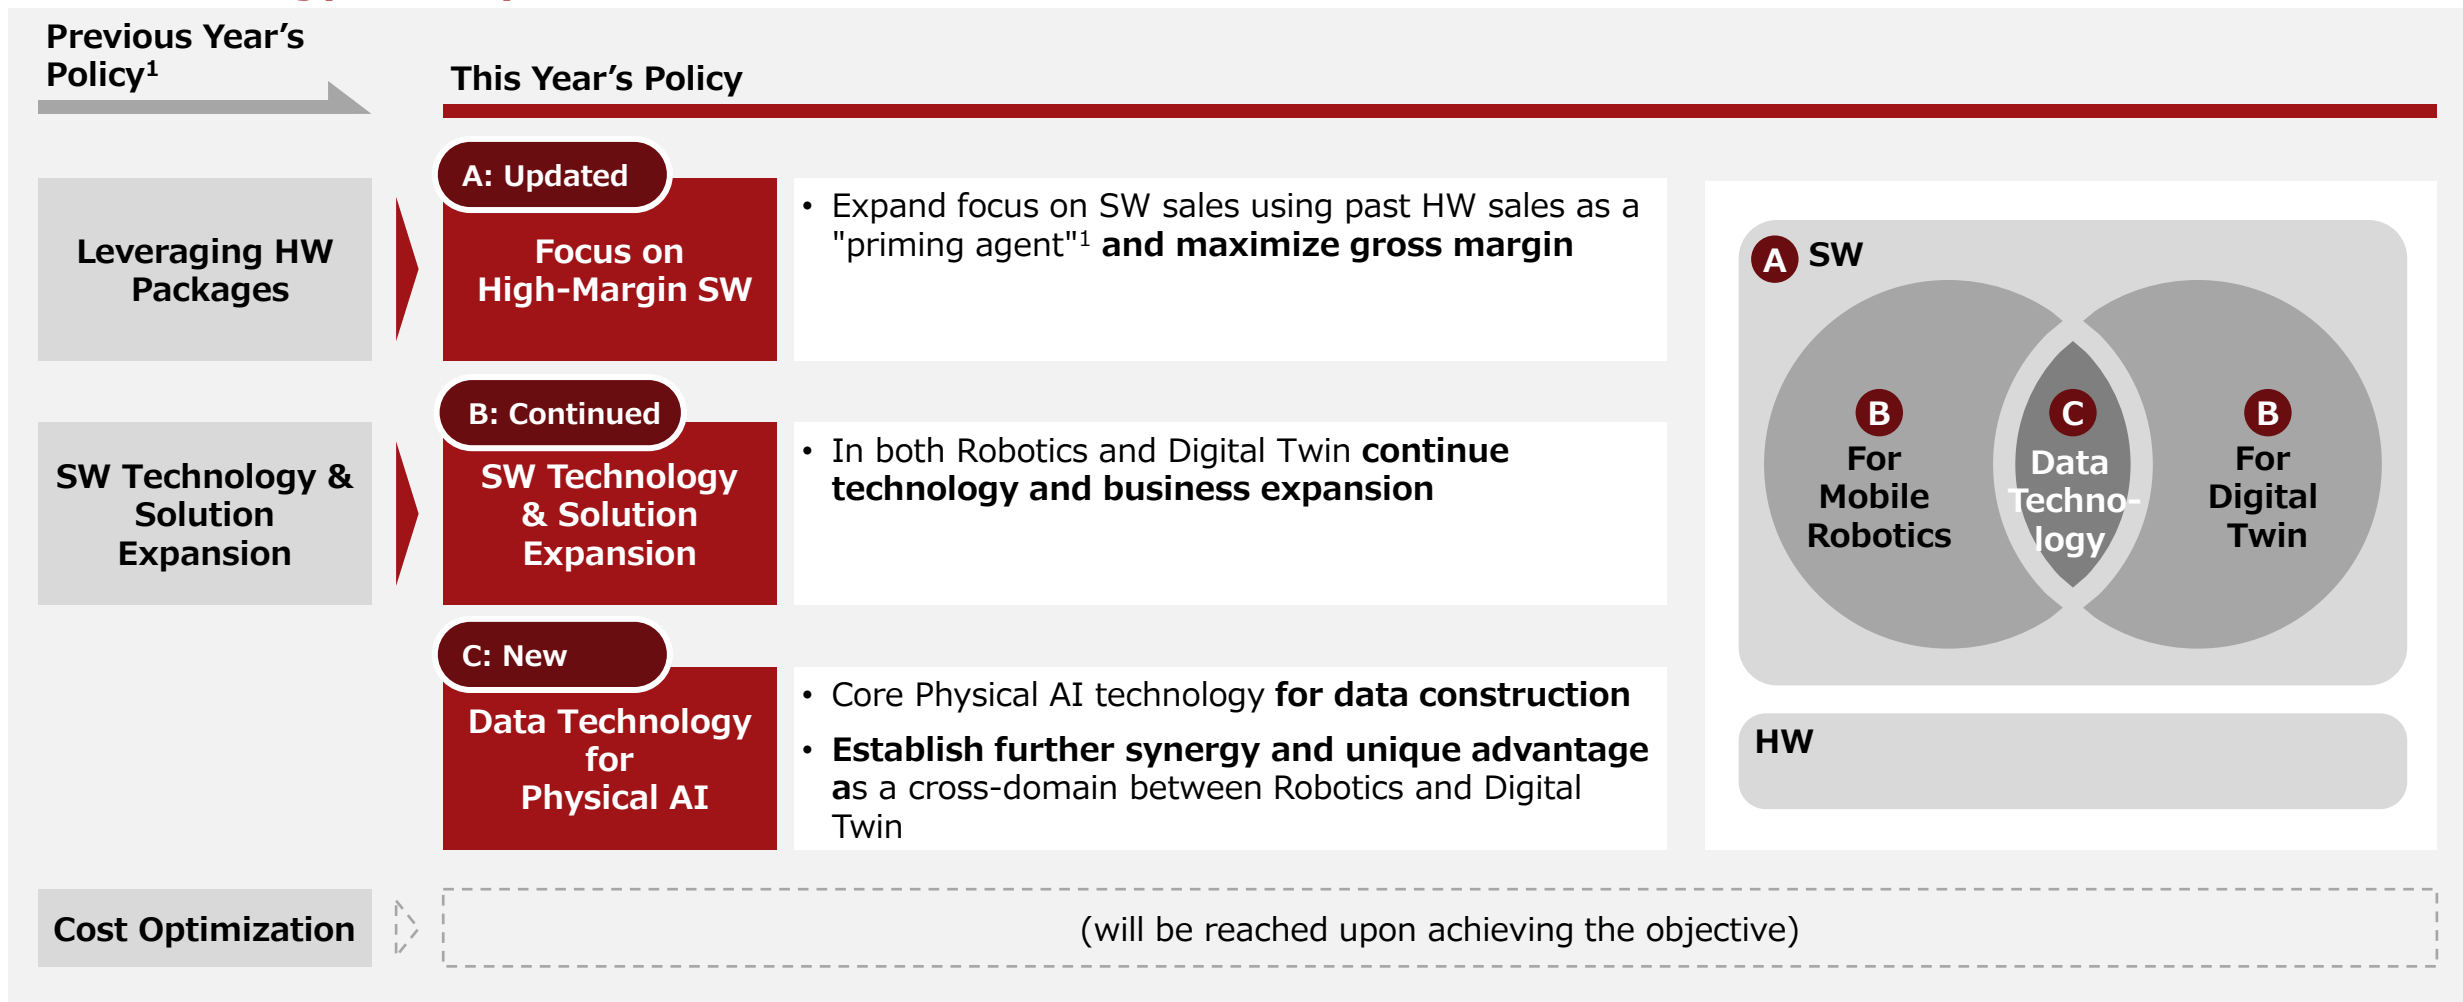 Previous Year's
Policy¹
This Year's Policy
Leveraging HW
Packages
A: Updated
Focus on
High-Margin SW
• Expand focus on SW sales using past HW sales as a
"priming agent"¹ and maximize gross margin
SW Technology &
Solution
Expansion
B: Continued
SW Technology
& Solution
Expansion
• In both Robotics and Digital Twin continue
technology and business expansion
C: New
Data Technology
for
Physical AI
• Core Physical AI technology for data construction
• Establish further synergy and unique advantage
as a cross-domain between Robotics and Digital
Twin
A SW
B
For
Mobile
Robotics
C
Data
Techno-
logy
B
For
Digital
Twin
HW
Cost Optimization
(will be reached upon achieving the objective)